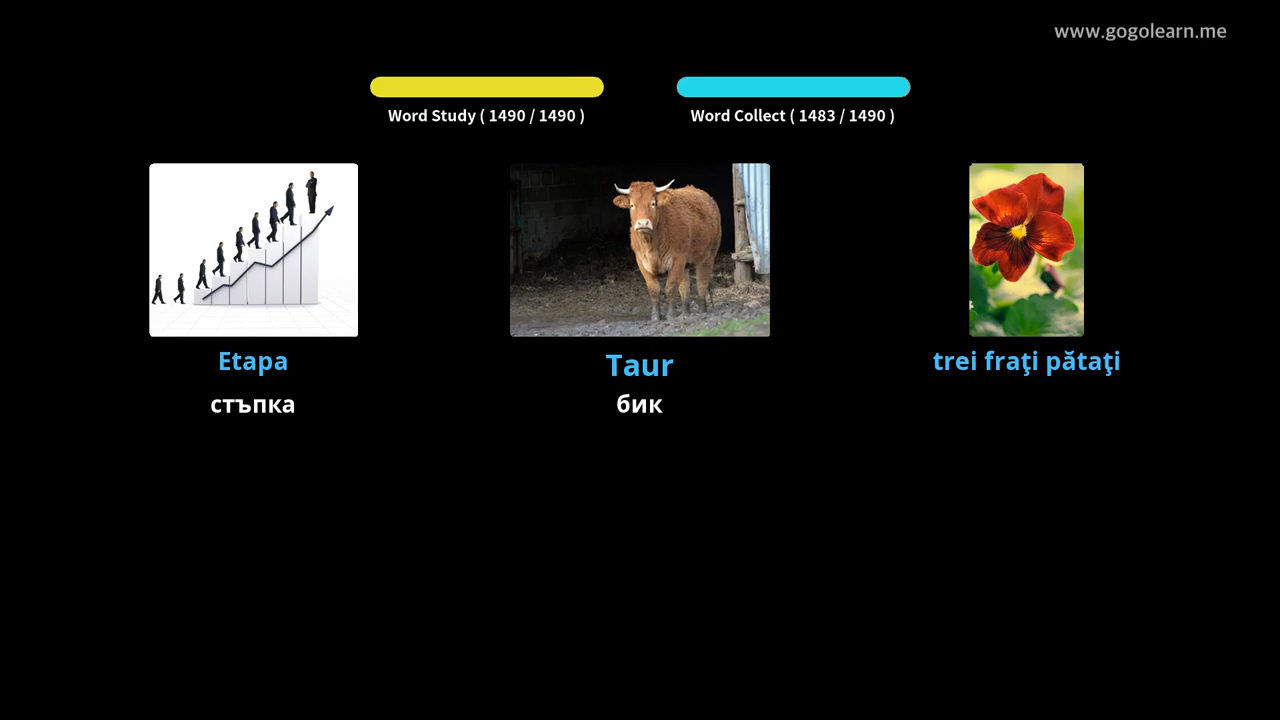 www.gogolearn.me
Word Study ( 1490 / 1490 )
Word Collect ( 1483 / 1490 )
Etapa
Taur
trei fraţi pătaţi
стъпка
бик